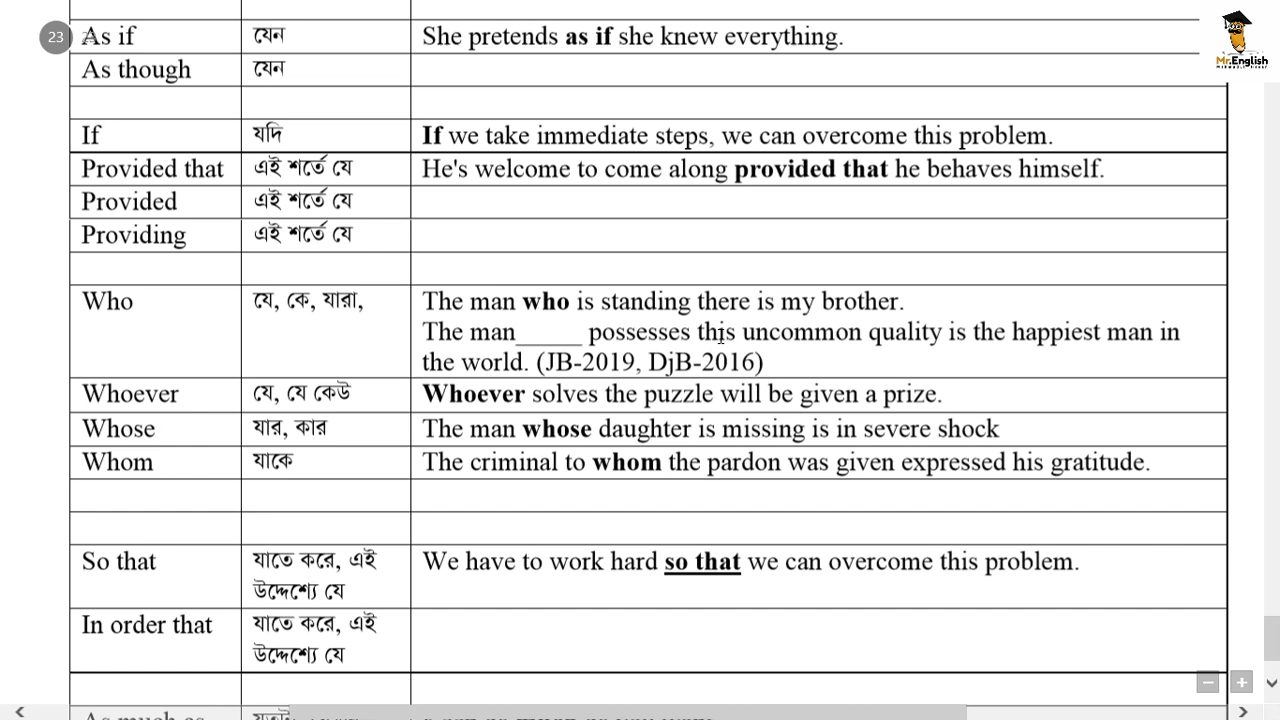 23
As if যেন She pretends as if she knew everything.
Mr.English
As though যেন
If যদি If we take immediate steps, we can overcome this problem.
Provided that এই শর্তে যে He's welcome to come along provided that he behaves himself.
Provided এই শর্তে যে
Providing এই শর্তে যে
Who যে, কে, যারা, The man who is standing there is my brother.
The man_____ possesses this uncommon quality is the happiest man in
the world. (JB-2019, DjB-2016)
Whoever যে, যে কেউ Whoever solves the puzzle will be given a prize.
Whose যার, কার The man whose daughter is missing is in severe shock
Whom যাকে The criminal to whom the pardon was given expressed his gratitude.
So that যাতে করে, এই We have to work hard so that we can overcome this problem.
উদ্দেশ্যে যে
In order that যাতে করে, এই
উদ্দেশ্যে যে
As much as